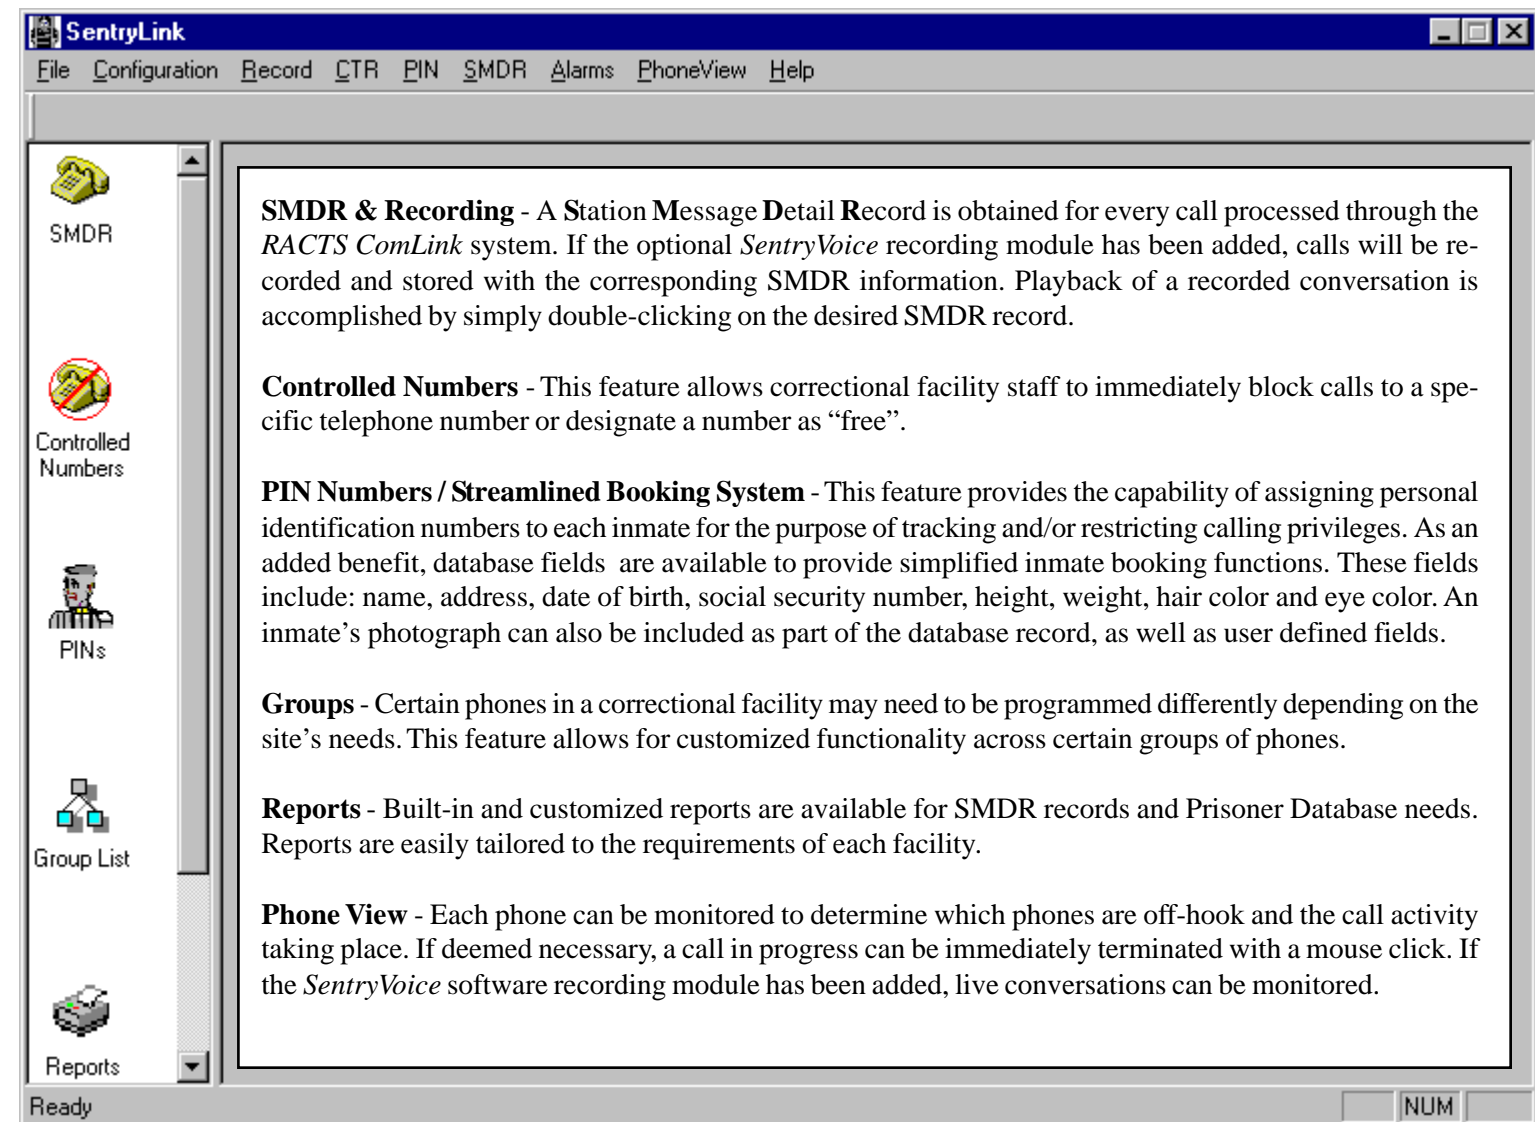 SentryLink
File Configuration Record CTR PIN SMDR Alarms PhoneView Help
SMDR
Controlled
Numbers
PINs
Group List
Reports
SMDR & Recording - A Station Message Detail Record is obtained for every call processed through the
RACTS ComLink system. If the optional SentryVoice recording module has been added, calls will be re-
corded and stored with the corresponding SMDR information. Playback of a recorded conversation is
accomplished by simply double-clicking on the desired SMDR record.
Controlled Numbers - This feature allows correctional facility staff to immediately block calls to a spe-
cific telephone number or designate a number as “free”.
PIN Numbers / Streamlined Booking System - This feature provides the capability of assigning personal
identification numbers to each inmate for the purpose of tracking and/or restricting calling privileges. As an
added benefit, database fields are available to provide simplified inmate booking functions. These fields
include: name, address, date of birth, social security number, height, weight, hair color and eye color. An
inmate’s photograph can also be included as part of the database record, as well as user defined fields.
Groups - Certain phones in a correctional facility may need to be programmed differently depending on the
site’s needs. This feature allows for customized functionality across certain groups of phones.
Reports - Built-in and customized reports are available for SMDR records and Prisoner Database needs.
Reports are easily tailored to the requirements of each facility.
Phone View - Each phone can be monitored to determine which phones are off-hook and the call activity
taking place. If deemed necessary, a call in progress can be immediately terminated with a mouse click. If
the SentryVoice software recording module has been added, live conversations can be monitored.
Ready
NUM